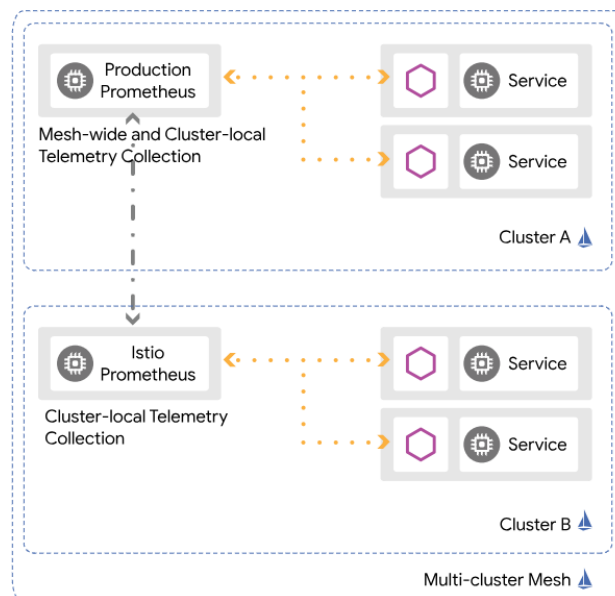 Production
Prometheus
Service
Mesh-wide and Cluster-local
Telemetry Collection
Service
Cluster A
Istio
Prometheus
Service
Cluster-local Telemetry
Collection
Service
Cluster B
Multi-cluster Mesh